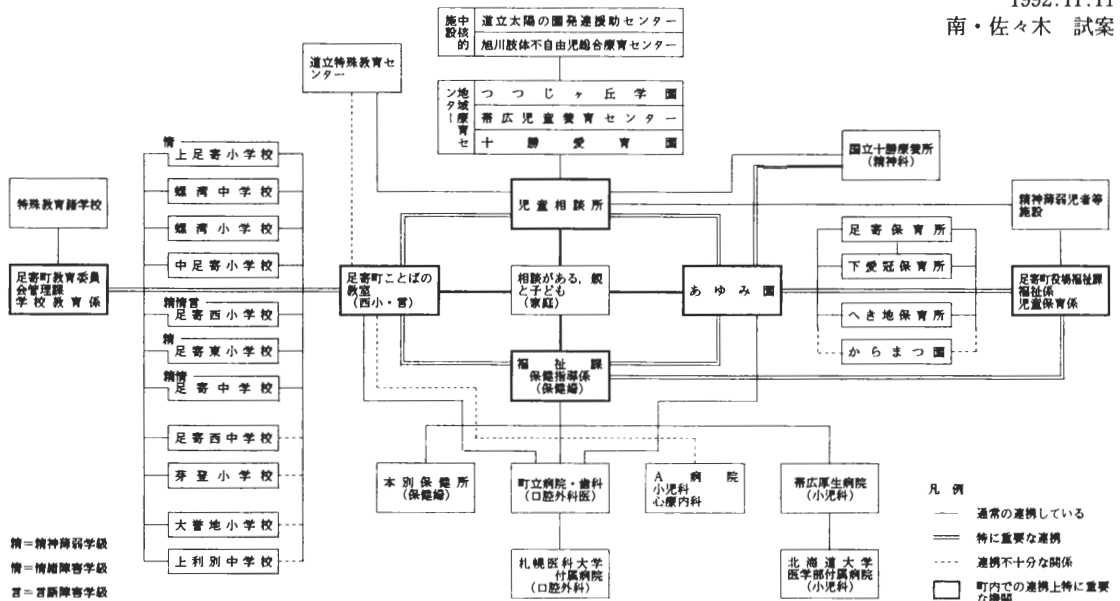 1992.11.11
南・佐々木　試案
中核的施設
道立太陽の園発達援助センター
旭川肢体不自由児総合療育センター
道立特殊教育センター
地域療育センター
つつじヶ丘学園
帯広児童養育センター
十勝愛育園
国立十勝療養所
(精神科)
児童相談所
精神薄弱児者等
施設
特殊教育諸学校
情
上足寄小学校
螺湾中学校
螺湾小学校
中足寄小学校
精情言
足寄西小学校
精
足寄東小学校
精情
足寄中学校
足寄西中学校
芽登小学校
大誉地小学校
上利別中学校
足寄町教育委員
会管理課
学校教育係
足寄町ことばの
教室
(西小・言)
相談がある，親
と子ども
(家庭)
あゆみ園
足寄保育所
下愛冠保育所
へき地保育所
からまつ園
足寄町役場福祉課
福祉係
児童保育係
福祉課
保健指導係
(保健婦)
本別保健所
(保健婦)
町立病院・歯科
(口腔外科医)
A病院
小児科
心療内科
帯広厚生病院
(小児科)
札幌医科大学
付属病院
(口腔外科)
北海道大学
医学部付属病院
(小児科)
精＝精神薄弱学級
情＝情緒障害学級
言＝言語障害学級
凡例
通常の連携している
特に重要な連携
連携不十分な関係
町内での連携上特に重要
な機関